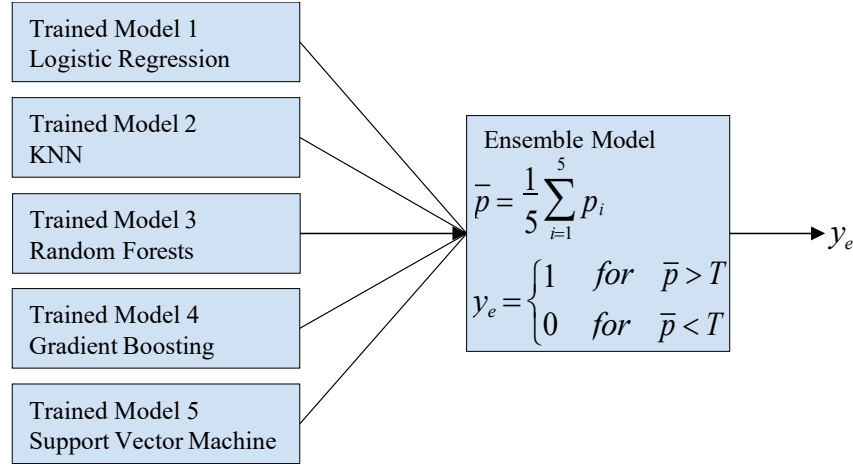 Trained Model 1
Logistic Regression
Trained Model 2
KNN
Trained Model 3
Random Forests
Trained Model 4
Gradient Boosting
Trained Model 5
Support Vector Machine
Ensemble Model
p̅ = 1/5 ∑_{i=1}^{5} p_i
y_e = { 1 for p̅ > T
0 for p̅ < T
y_e